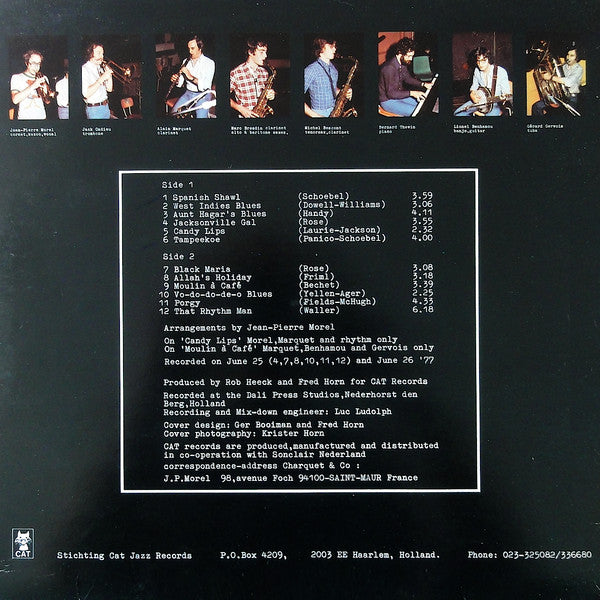 Jean-Pierre Morel
cornet,kazoo,vocal
Jack Cadieu
trombone
Alain Marquet
clarinet
Marc Bresdin clarinet
alto & baritone saxes.
Michel Bescont
tenorsax,clarinet
Bernard Thevin
piano
Lionel Benhamou
banjo,guitar
Gérard Gervois
tuba
Side 1
1 Spanish Shawl (Schoebel) 3.59
2 West Indies Blues (Dowell-Williams) 3.06
3 Aunt Hagar's Blues (Handy) 4.11
4 Jacksonville Gal (Rose) 3.55
5 Candy Lips (Laurie-Jackson) 2.32
6 Tampeekoe (Panico-Schoebel) 4.00
Side 2
7 Black Maria (Rose) 3.08
8 Allah's Holiday (Friml) 3.18
9 Moulin à Café (Bechet) 3.39
10 Vo-do-do-de-o Blues (Yellen-Ager) 2.25
11 Porgy (Fields-McHugh) 4.33
12 That Rhythm Man (Waller) 6.18
Arrangements by Jean-Pierre Morel
On 'Candy Lips' Morel,Marquet and rhythm only
On 'Moulin à Café' Marquet,Benhamou and Gervois only
Recorded on June 25 (4,7,8,10,11,12) and June 26 '77
Produced by Rob Heeck and Fred Horn for CAT Records
Recorded at the Dali Press Studios,Nederhorst den
Berg,Holland
Recording and Mix-down engineer: Luc Ludolph
Cover design: Ger Booiman and Fred Horn
Cover photography: Krister Horn
CAT records are produced,manufactured and distributed
in co-operation with Sonclair Nederland
correspondence-address Charquet & Co :
J.P.Morel 98,avenue Foch 94100-SAINT-MAUR France
CAT
Stichting Cat Jazz Records P.O.Box 4209, 2003 EE Haarlem, Holland. Phone: 023-325082/336680